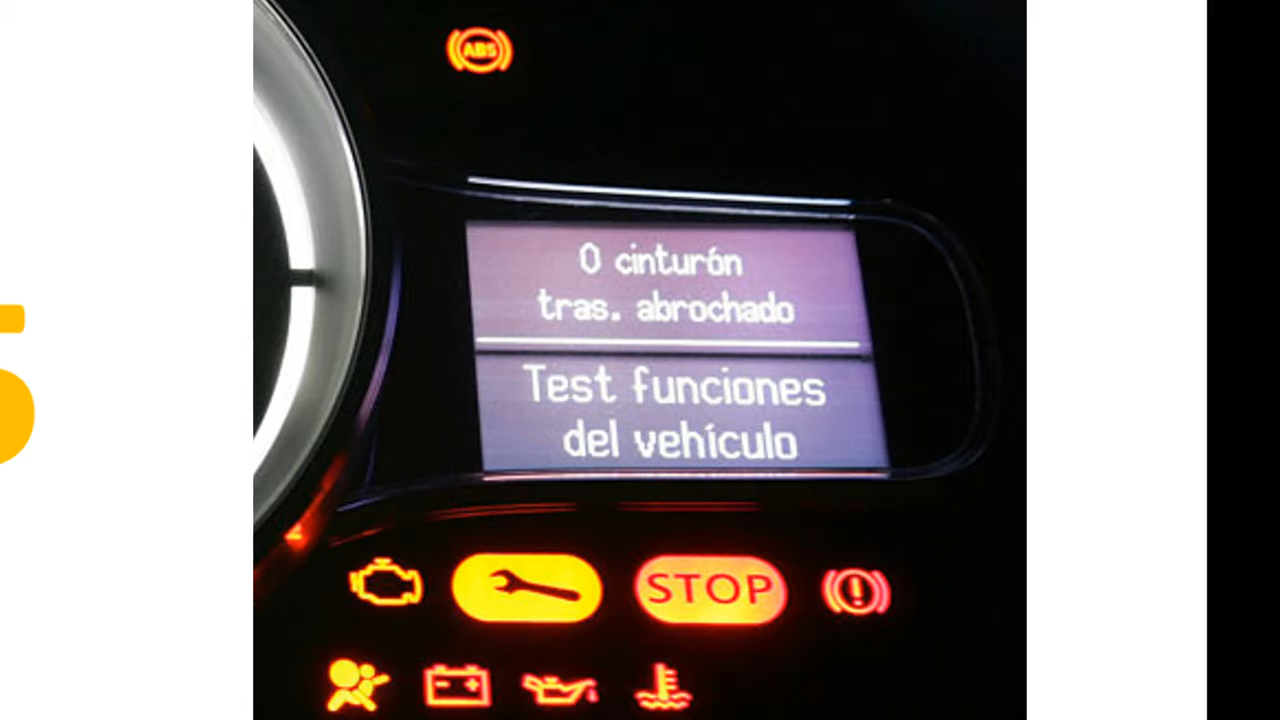 ABS
0 cinturón
tras. abrochado
Test funciones
del vehículo
STOP